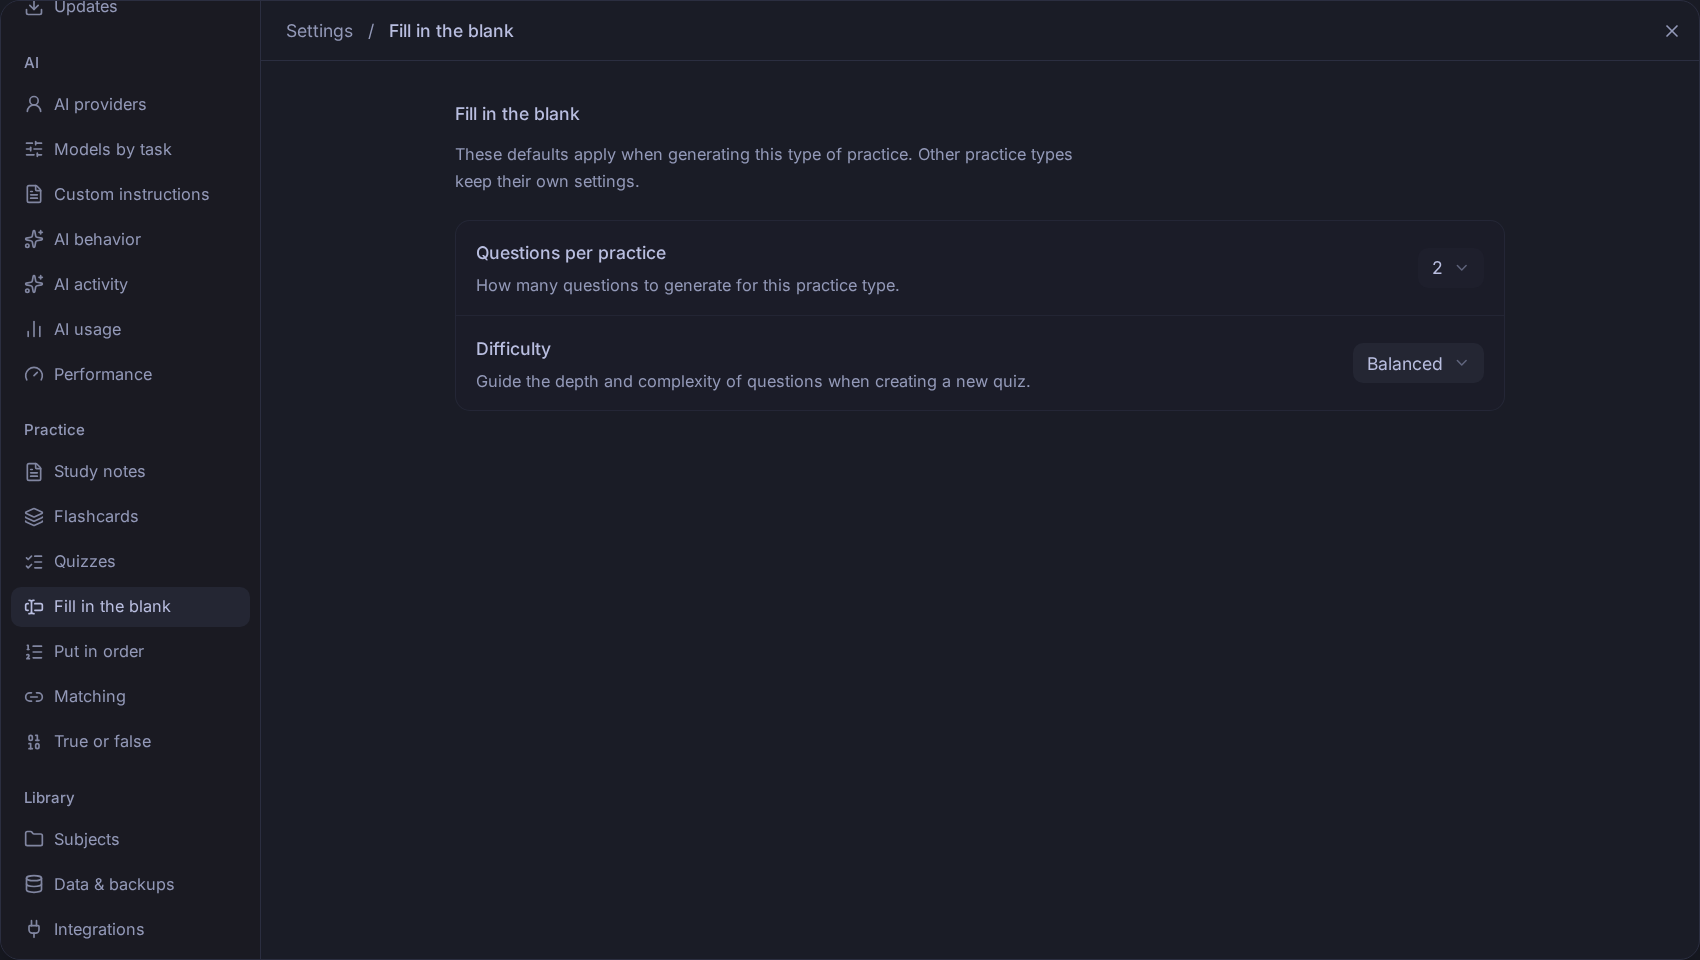 Updates
AI
AI providers
Models by task
Custom instructions
AI behavior
AI activity
AI usage
Performance
Practice
Study notes
Flashcards
Quizzes
Fill in the blank
Put in order
Matching
True or false
Library
Subjects
Data & backups
Integrations
Settings / Fill in the blank
Fill in the blank
These defaults apply when generating this type of practice. Other practice types
keep their own settings.
Questions per practice
How many questions to generate for this practice type.
2
Difficulty
Guide the depth and complexity of questions when creating a new quiz.
Balanced